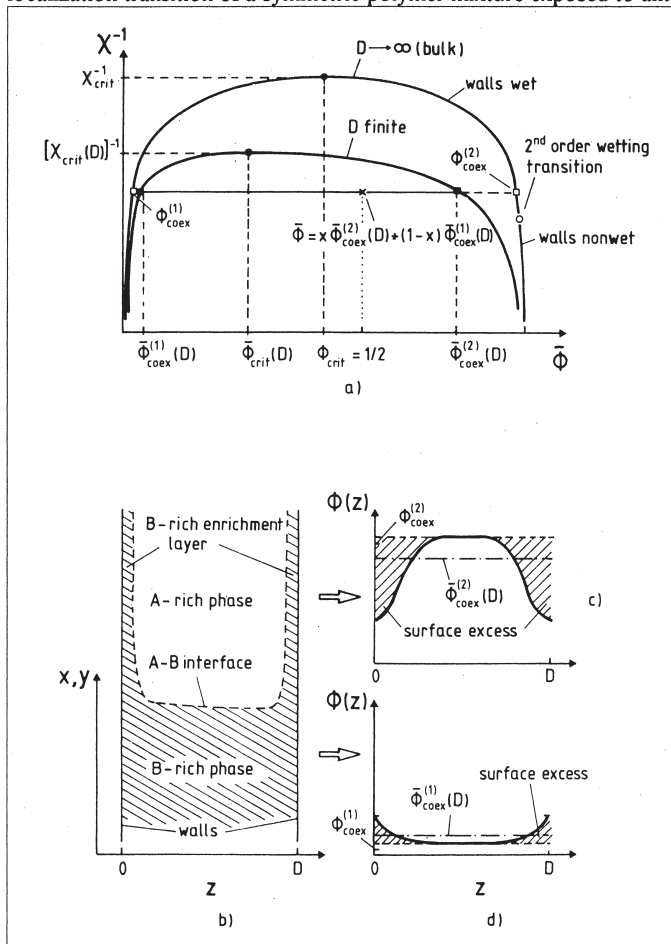 localization transition of a symmetric polymer mixture exposed to ant
χ⁻¹
D→∞ (bulk)
χ⁻¹crit
walls wet
[χcrit(D)]⁻¹
D finite
2nd order wetting
transition
ϕ(2)coex
ϕ(1)coex
Φ̄ = x Φ̄(2)coex(D) + (1-x) Φ̄(1)coex(D)
walls nonwet
Φ̄(1)coex(D)
Φ̄crit(D)
ϕcrit = 1/2
Φ̄(2)coex(D)
Φ̄
a)
B-rich enrichment
layer
A-rich phase
A-B interface
x,y
B-rich phase
walls
0
D
z
b)
ϕ(z)
ϕ(2)coex
Φ̄(2)coex(D)
surface excess
c)
0
D
ϕ(z)
surface excess
Φ̄(1)coex(D)
ϕ(1)coex
0
D
z
d)